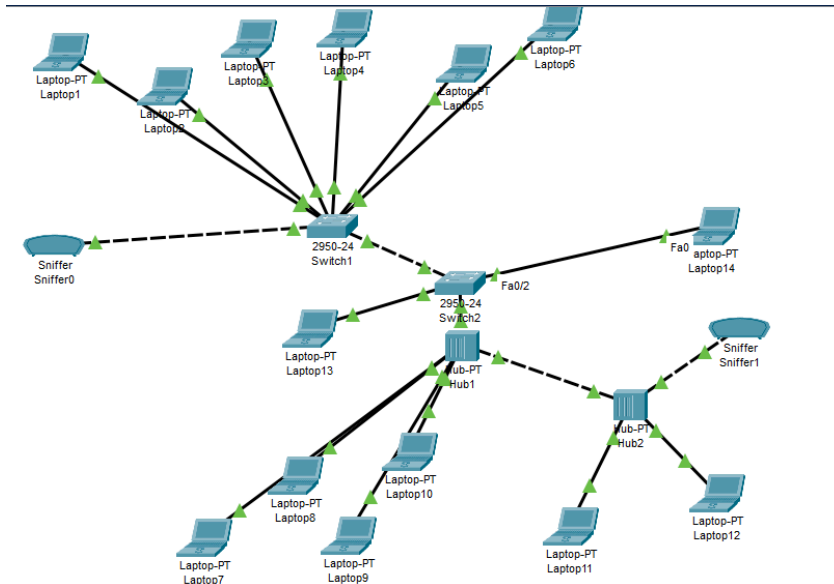 Laptop-PT
Laptop1
Laptop-PT
Laptop2
Laptop-PT
Laptop3
Laptop-PT
Laptop4
Laptop-PT
Laptop5
Laptop-PT
Laptop6
Sniffer
Sniffer0
2950-24
Switch1
Fa0
aptop-PT
Laptop14
Fa0/2
2950-24
Switch2
Laptop-PT
Laptop13
Hub-PT
Hub1
Sniffer
Sniffer1
Hub-PT
Hub2
Laptop-PT
Laptop10
Laptop-PT
Laptop8
Laptop-PT
Laptop12
Laptop-PT
Laptop7
Laptop-PT
Laptop9
Laptop-PT
Laptop11